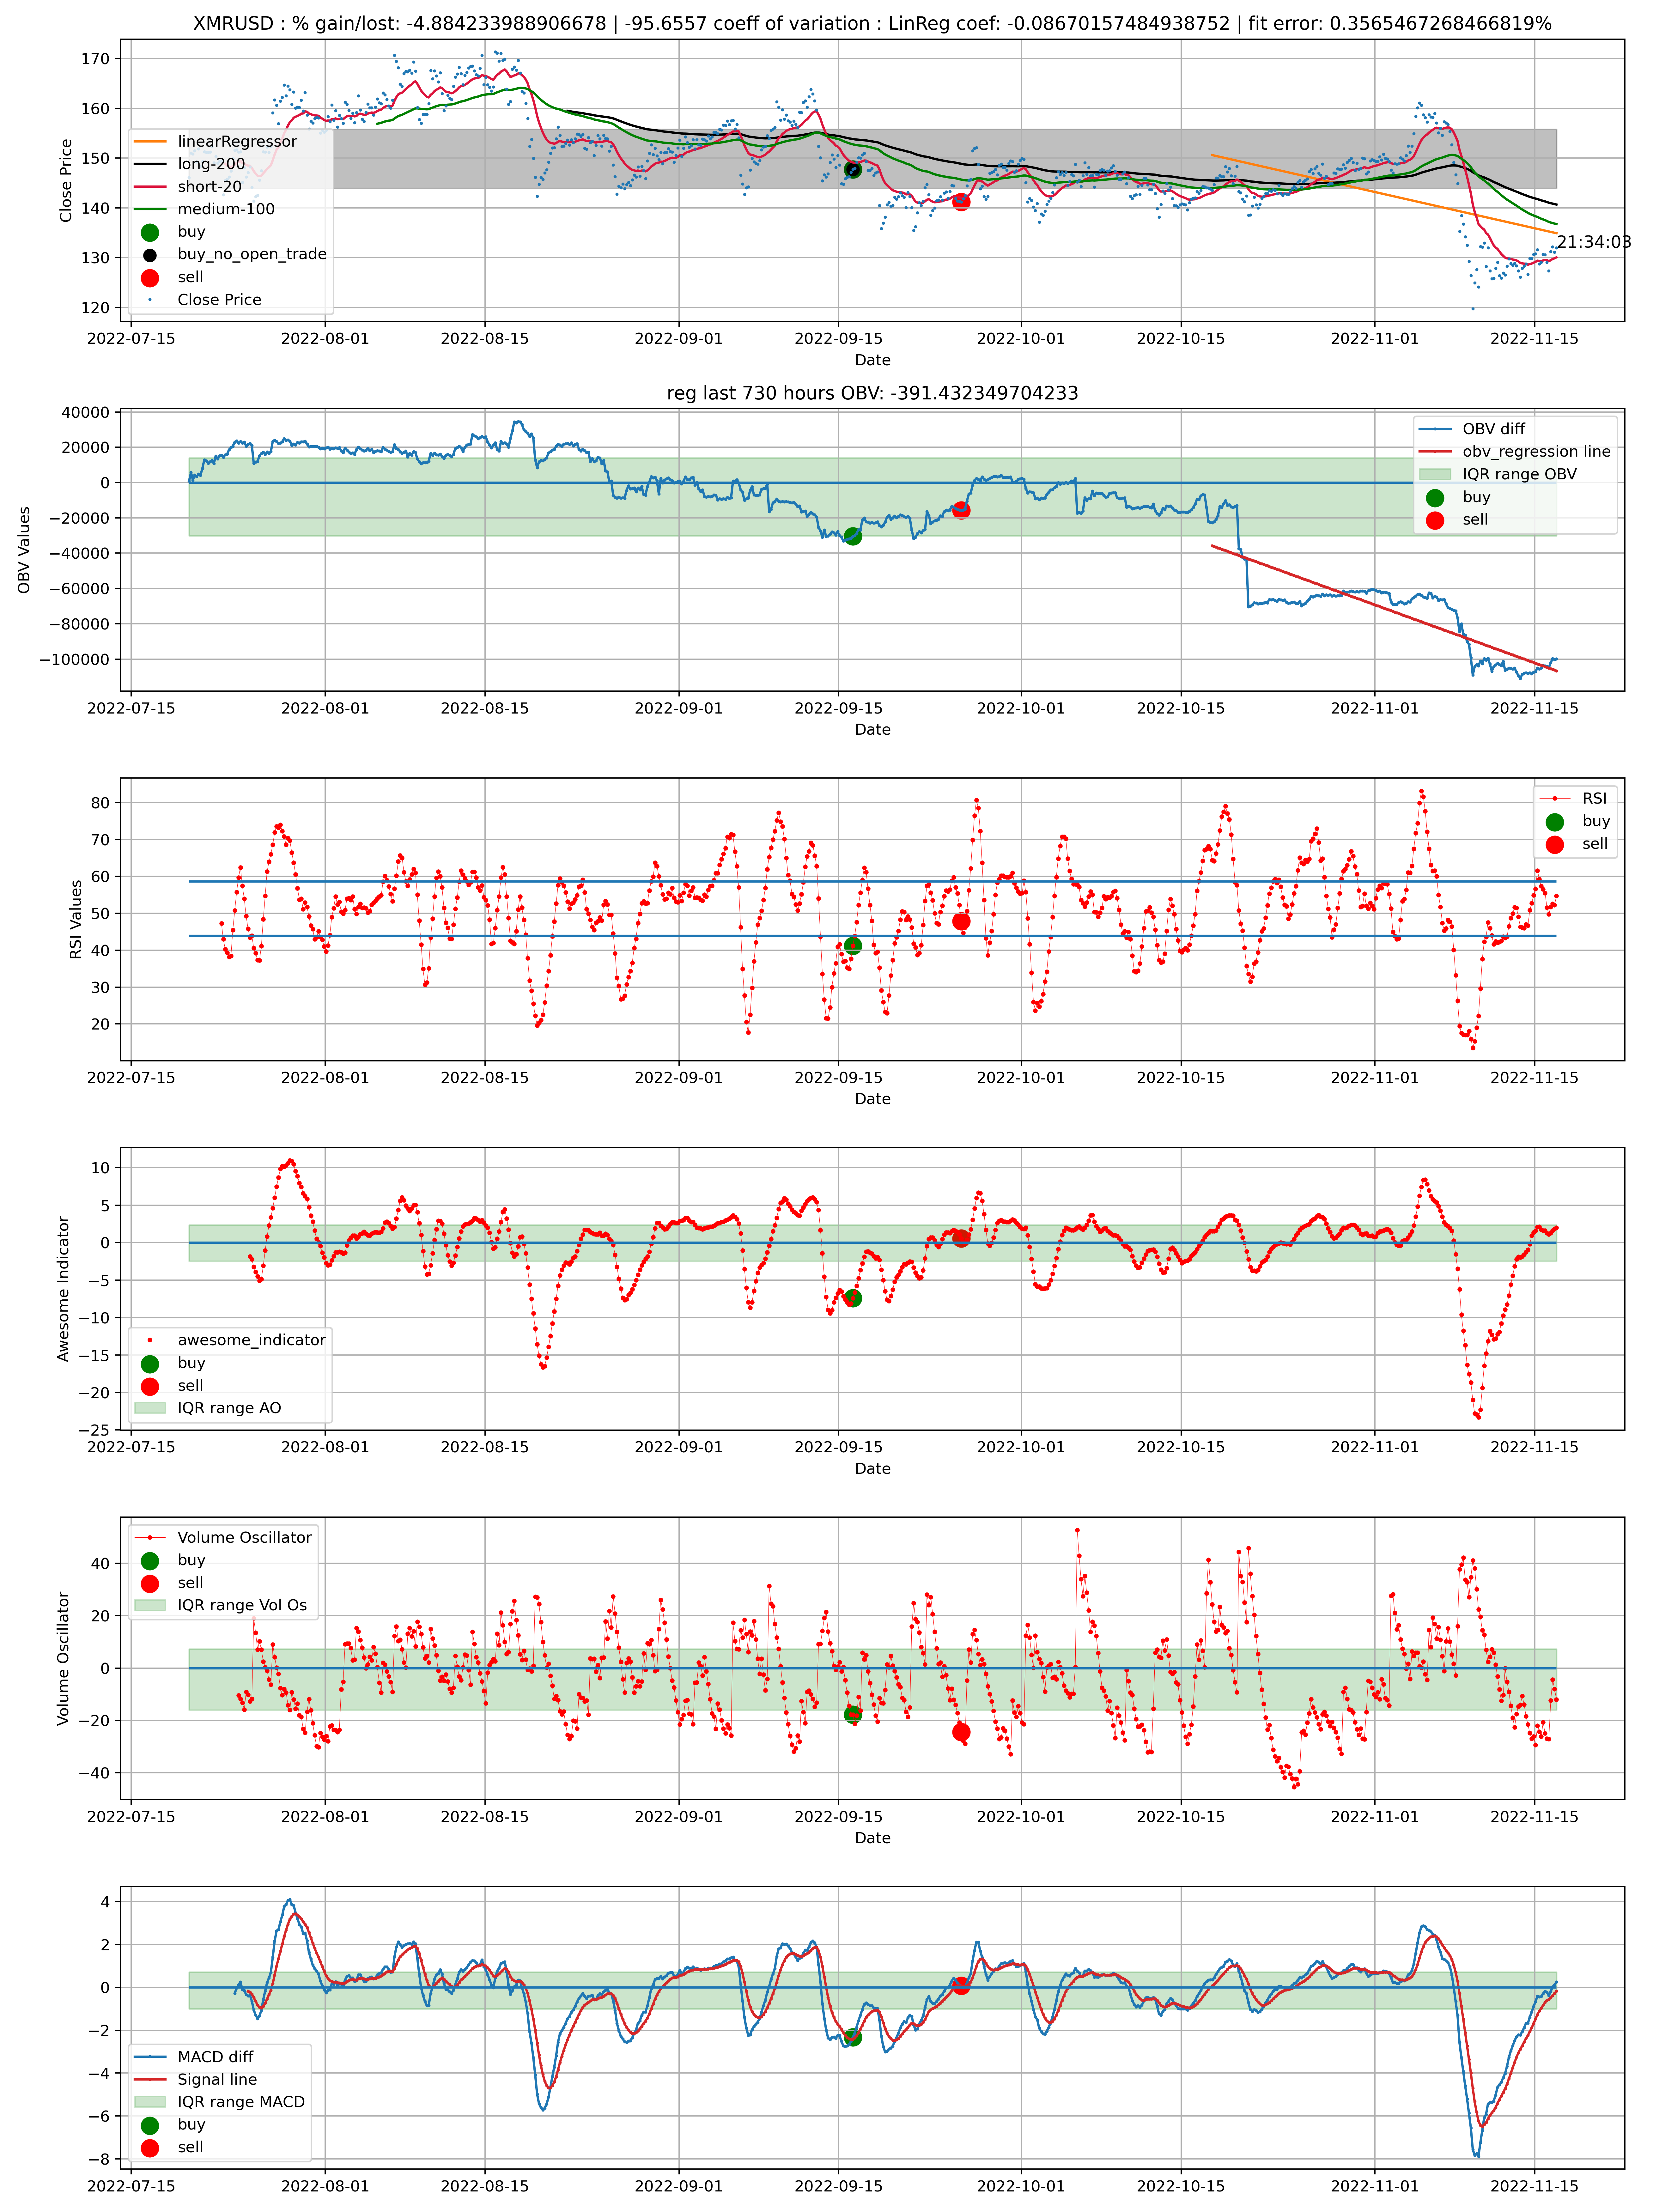 XMRUSD : % gain/lost: -4.884233988906678 | -95.6557 coeff of variation : LinReg coef: -0.08670157484938752 | fit error: 0.3565467268466819%
170
160
150
140
130
120
Close Price
linearRegressor
long-200
short-20
medium-100
buy
buy_no_open_trade
sell
Close Price
21:34:03
2022-07-15 2022-08-01 2022-08-15 2022-09-01 2022-09-15 2022-10-01 2022-10-15 2022-11-01 2022-11-15
Date
reg last 730 hours OBV: -391.432349704233
40000
20000
0
−20000
−40000
−60000
−80000
−100000
OBV Values
OBV diff
obv_regression line
IQR range OBV
buy
sell
2022-07-15 2022-08-01 2022-08-15 2022-09-01 2022-09-15 2022-10-01 2022-10-15 2022-11-01 2022-11-15
Date
80
70
60
50
40
30
20
RSI Values
RSI
buy
sell
2022-07-15 2022-08-01 2022-08-15 2022-09-01 2022-09-15 2022-10-01 2022-10-15 2022-11-01 2022-11-15
Date
10
5
0
−5
−10
−15
−20
−25
Awesome Indicator
awesome_indicator
buy
sell
IQR range AO
2022-07-15 2022-08-01 2022-08-15 2022-09-01 2022-09-15 2022-10-01 2022-10-15 2022-11-01 2022-11-15
Date
40
20
0
−20
−40
Volume Oscillator
Volume Oscillator
buy
sell
IQR range Vol Os
2022-07-15 2022-08-01 2022-08-15 2022-09-01 2022-09-15 2022-10-01 2022-10-15 2022-11-01 2022-11-15
Date
4
2
0
−2
−4
−6
−8
MACD diff
Signal line
IQR range MACD
buy
sell
2022-07-15 2022-08-01 2022-08-15 2022-09-01 2022-09-15 2022-10-01 2022-10-15 2022-11-01 2022-11-15